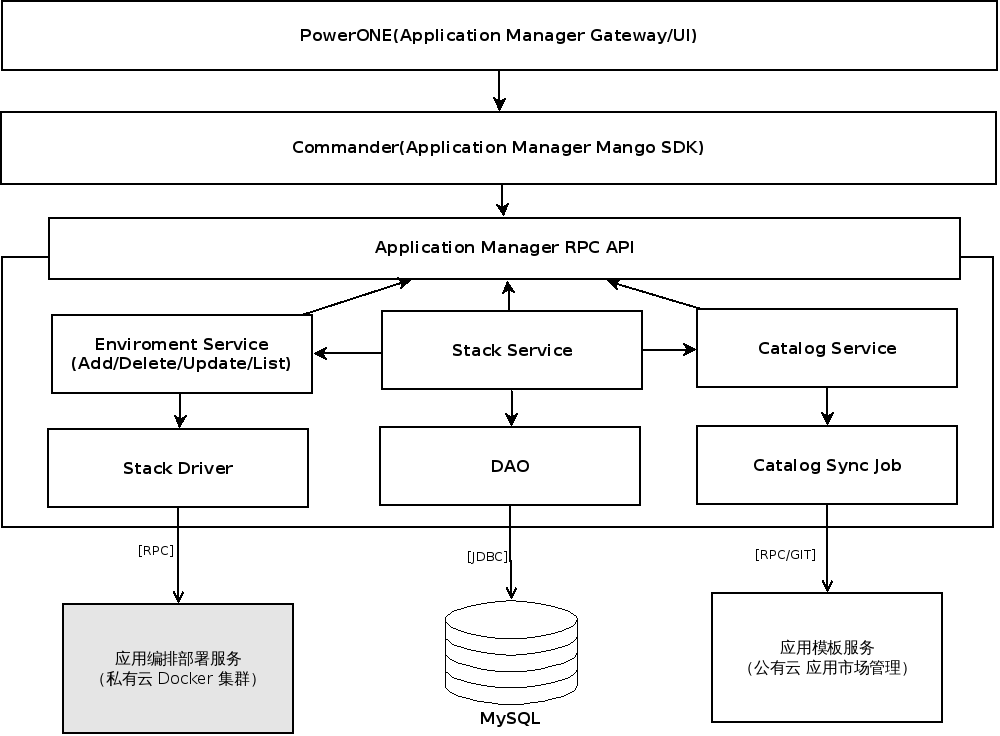 PowerONE(Application Manager Gateway/UI)
Commander(Application Manager Mango SDK)
Application Manager RPC API
Enviroment Service
(Add/Delete/Update/List)
Stack Service
Catalog Service
Stack Driver
DAO
Catalog Sync Job
[RPC]
[JDBC]
[RPC/GIT]
应用编排部署服务
（私有云 Docker 集群）
MySQL
应用模板服务
（公有云 应用市场管理）